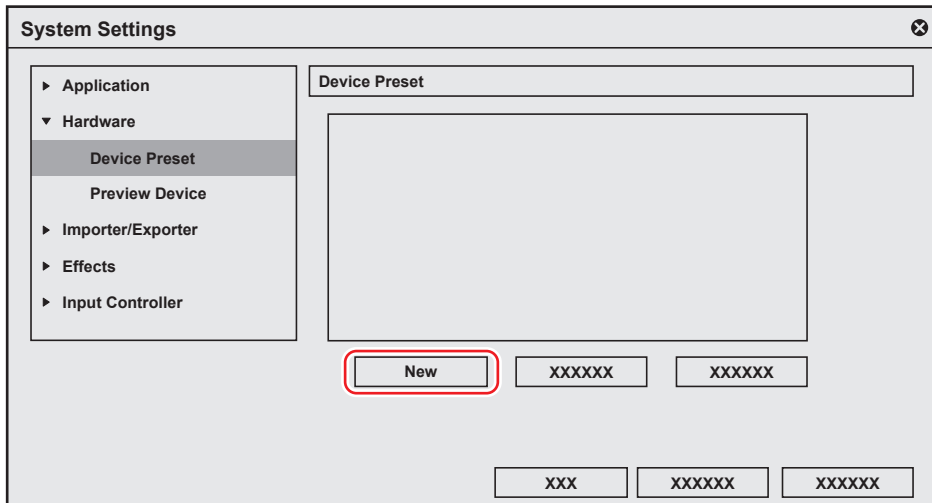 System Settings
Application
Hardware
Device Preset
Preview Device
Importer/Exporter
Effects
Input Controller
Device Preset
New
XXXXXX
XXXXXX
XXX
XXXXXX
XXXXXX